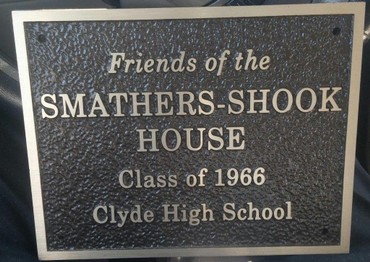 Friends of the
SMATHERS-SHOOK
HOUSE
Class of 1966
Clyde High School